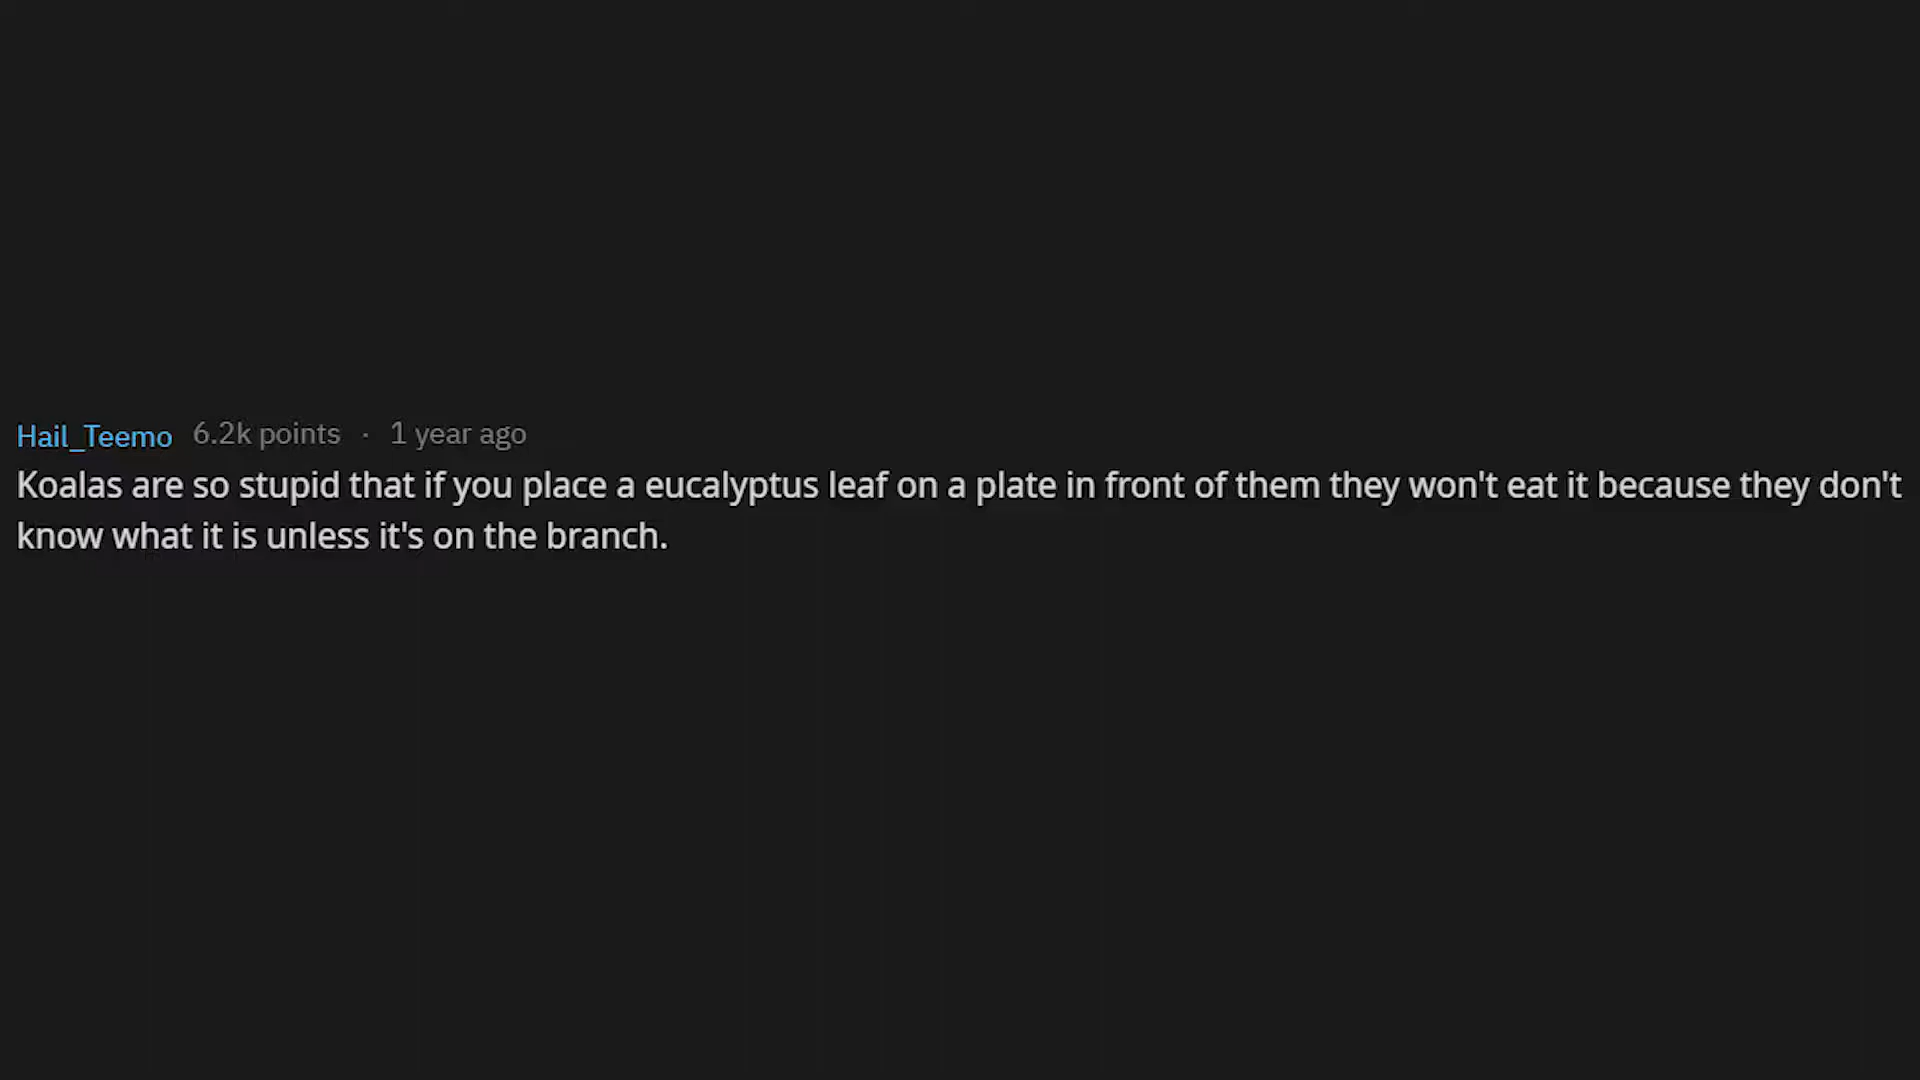 Hail_Teemo 6.2k points · 1 year ago
Koalas are so stupid that if you place a eucalyptus leaf on a plate in front of them they won't eat it because they don't
know what it is unless it's on the branch.